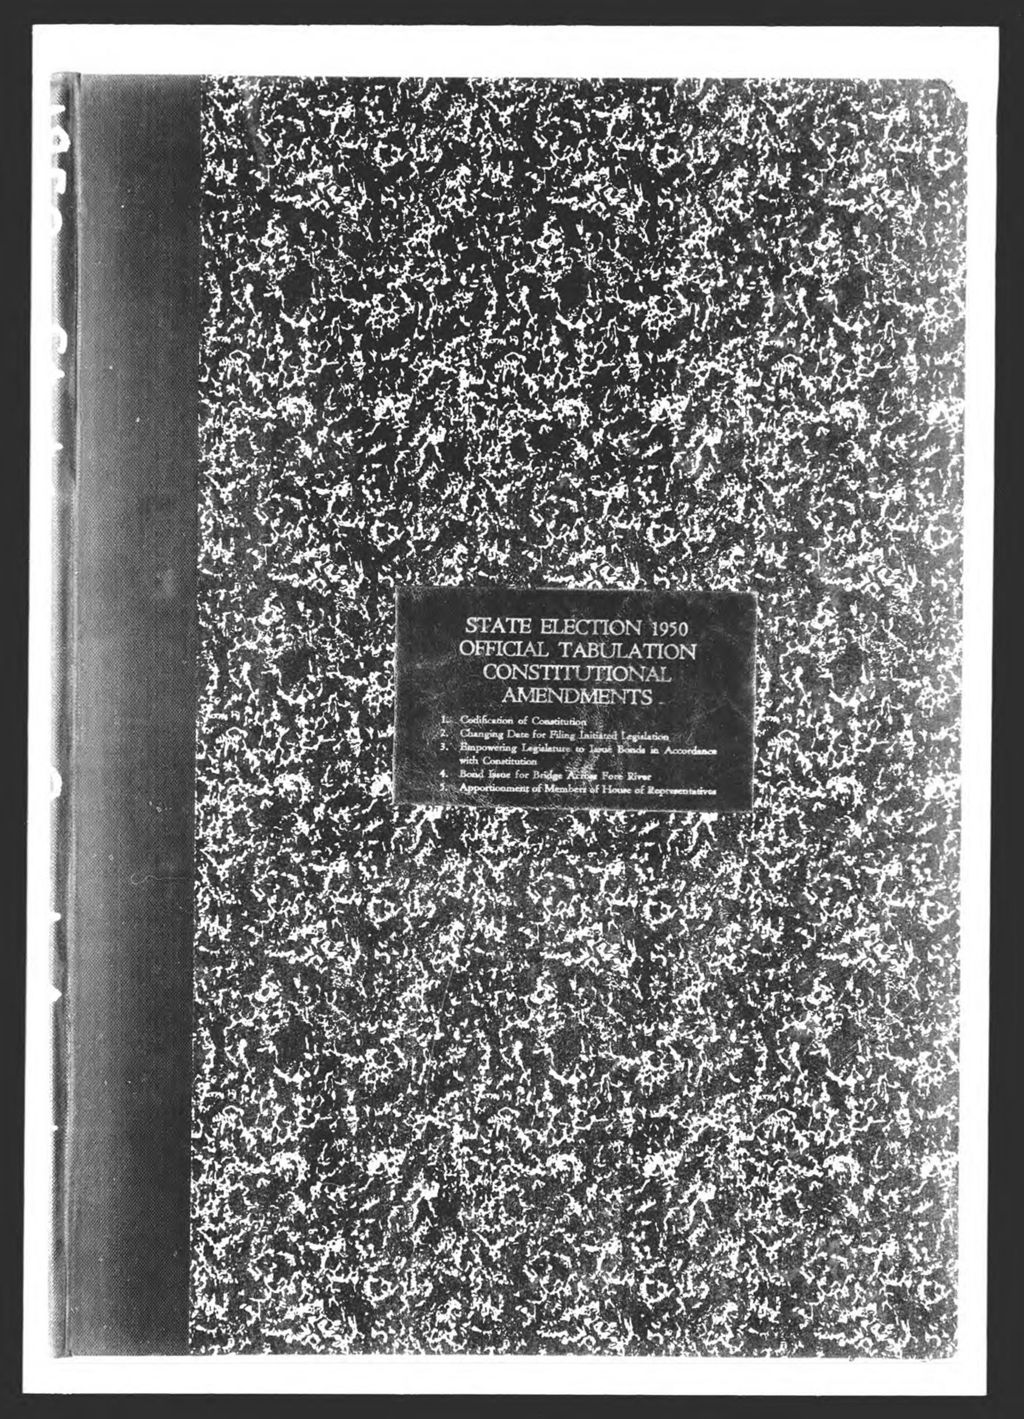 STATE ELECTION 1950
OFFICIAL TABULATION
CONSTITUTIONAL
AMENDMENTS
1. Codification of Constitution
2. Changing Date for Filing Initiated Legislation
3. Empowering Legislature to Issue Bonds in Accordance
with Constitution
4. Bond Issue for Bridge Across Fore River
5. Apportionment of Members of House of Representatives